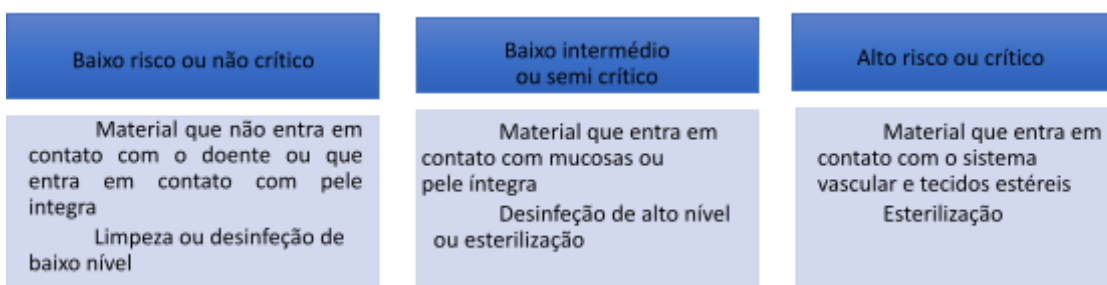 Baixo risco ou não crítico
Material que não entra em
contato com o doente ou que
entra em contato com pele
integra
Limpeza ou desinfeção de
baixo nível
Baixo intermédio
ou semi crítico
Material que entra em
contato com mucosas ou
pele íntegra
Desinfeção de alto nível
ou esterilização
Alto risco ou crítico
Material que entra em
contato com o sistema
vascular e tecidos estéreis
Esterilização